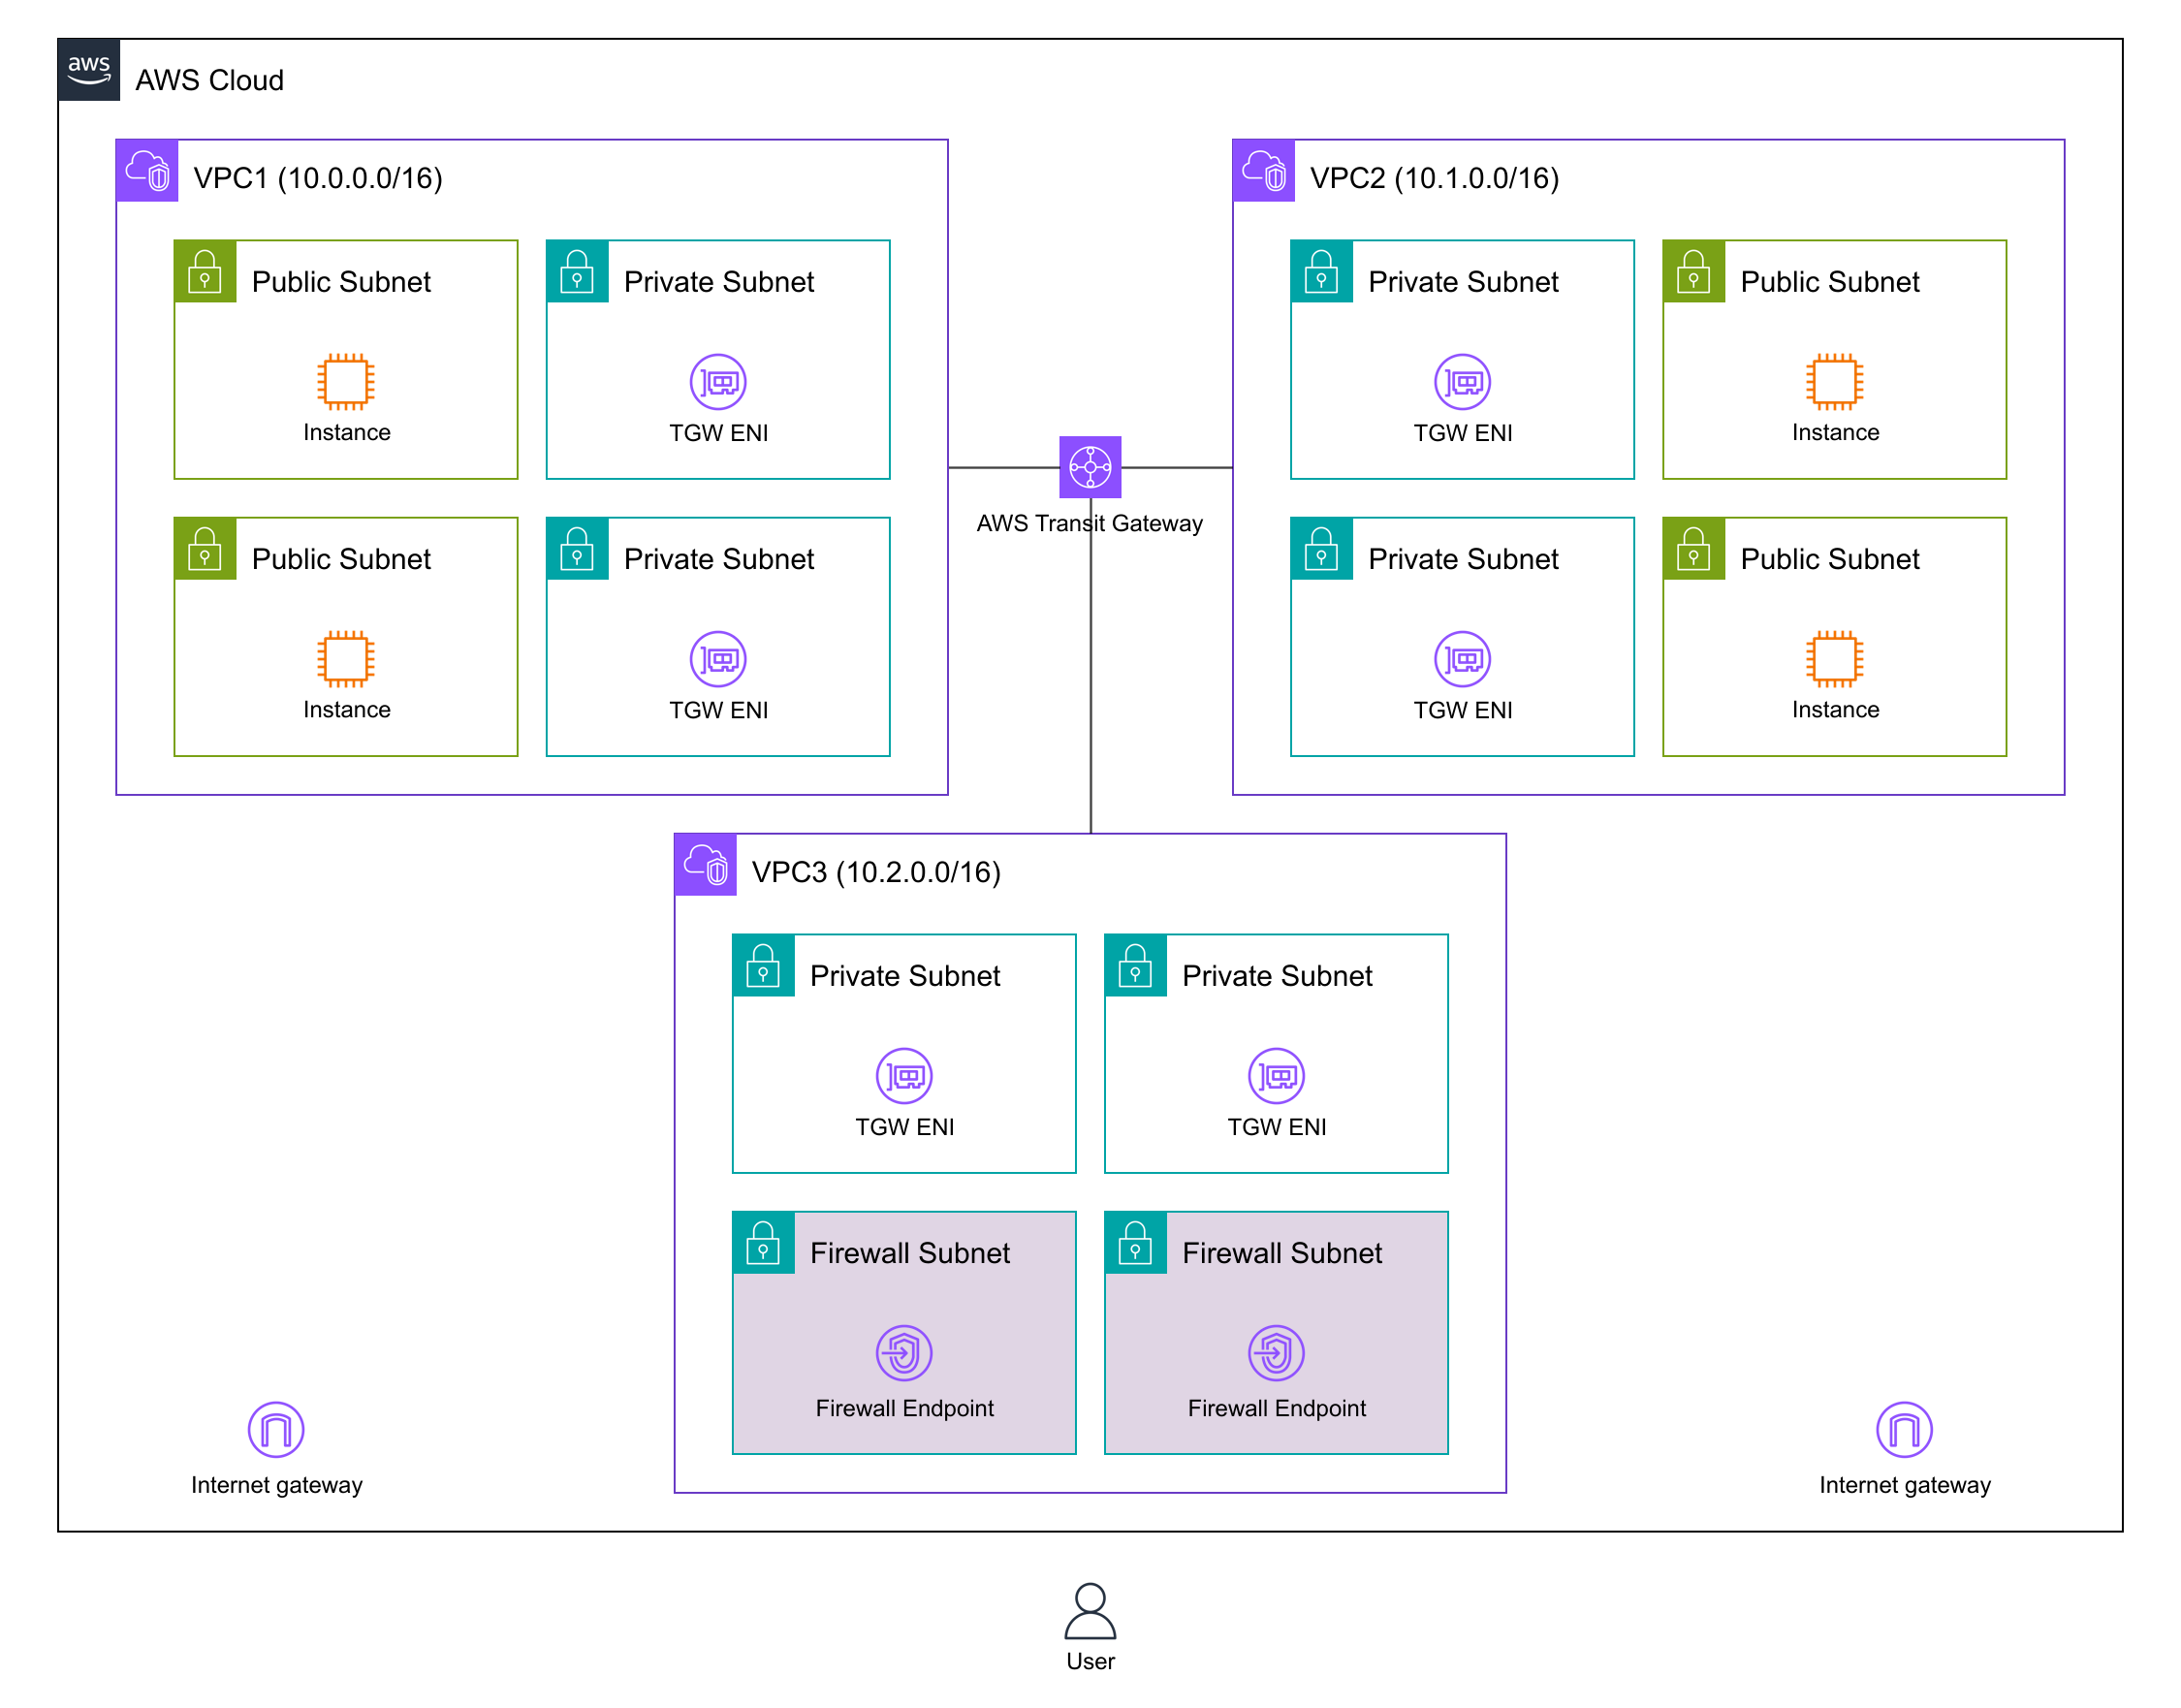 aws
AWS Cloud
VPC1 (10.0.0.0/16)
Public Subnet
Instance
Private Subnet
TGW ENI
Public Subnet
Instance
Private Subnet
TGW ENI
AWS Transit Gateway
VPC2 (10.1.0.0/16)
Private Subnet
TGW ENI
Public Subnet
Instance
Private Subnet
TGW ENI
Public Subnet
Instance
VPC3 (10.2.0.0/16)
Private Subnet
TGW ENI
Private Subnet
TGW ENI
Firewall Subnet
Firewall Endpoint
Firewall Subnet
Firewall Endpoint
Internet gateway
Internet gateway
User